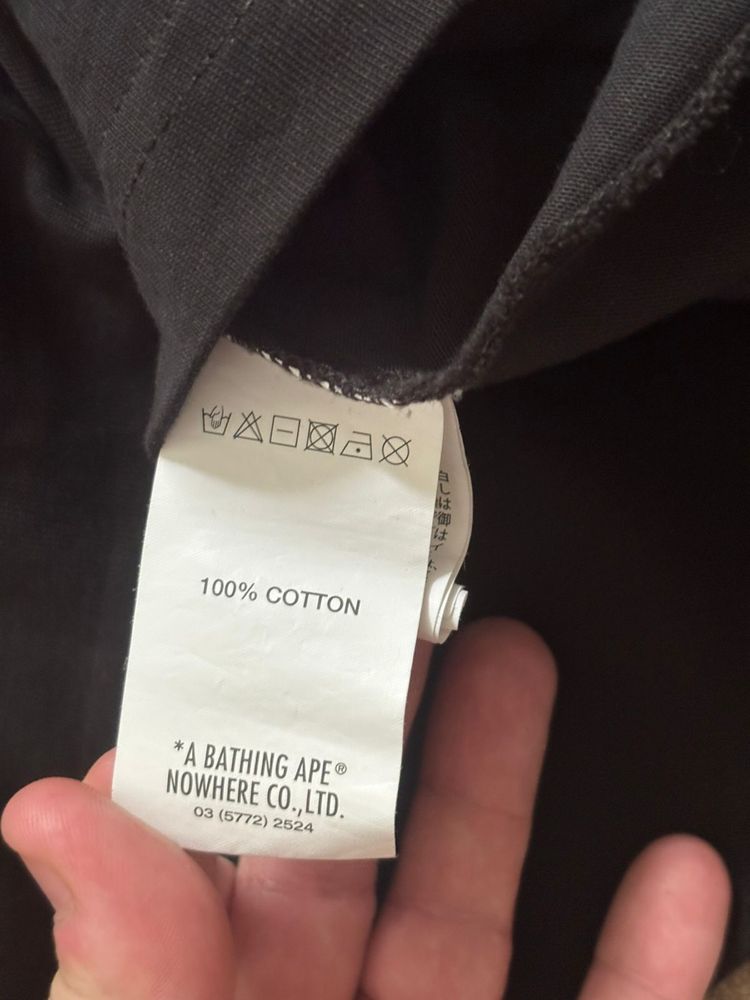 100% COTTON
*A BATHING APE®
NOWHERE CO.,LTD.
03 (5772) 2524